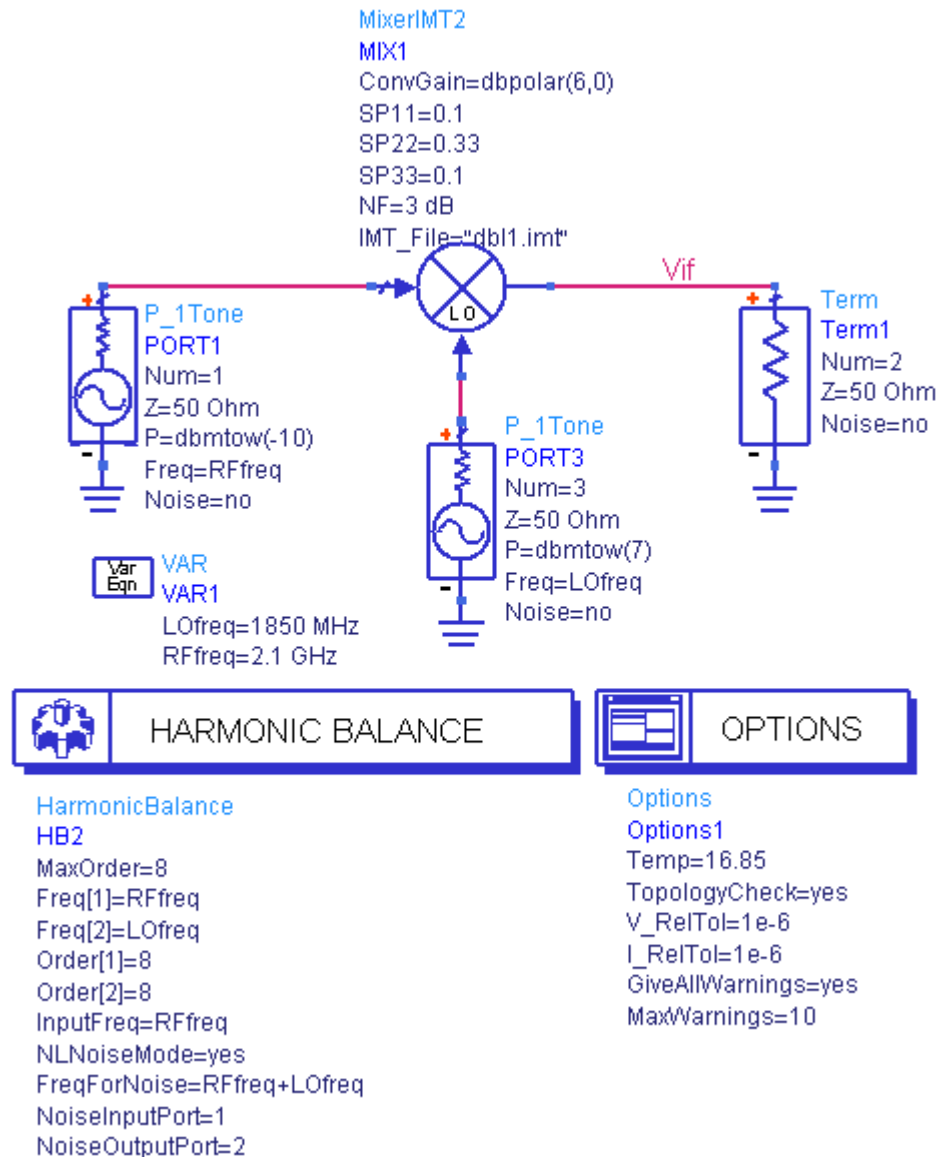 MixerIMT2
MIX1
ConvGain=dbpolar(6,0)
SP11=0.1
SP22=0.33
SP33=0.1
NF=3 dB
IMT_File="dbl1.imt"
LO
Vif
+
-
P_1Tone
PORT1
Num=1
Z=50 Ohm
P=dbmtow(-10)
Freq=RFfreq
Noise=no
+
-
P_1Tone
PORT3
Num=3
Z=50 Ohm
P=dbmtow(7)
Freq=LOfreq
Noise=no
+
-
Term
Term1
Num=2
Z=50 Ohm
Noise=no
Var
Eqn
VAR
VAR1
LOfreq=1850 MHz
RFfreq=2.1 GHz
HARMONIC BALANCE
HarmonicBalance
HB2
MaxOrder=8
Freq[1]=RFfreq
Freq[2]=LOfreq
Order[1]=8
Order[2]=8
InputFreq=RFfreq
NLNoiseMode=yes
FreqForNoise=RFfreq+LOfreq
NoiseInputPort=1
NoiseOutputPort=2
OPTIONS
Options
Options1
Temp=16.85
TopologyCheck=yes
V_RelTol=1e-6
I_RelTol=1e-6
GiveAllWarnings=yes
MaxWarnings=10